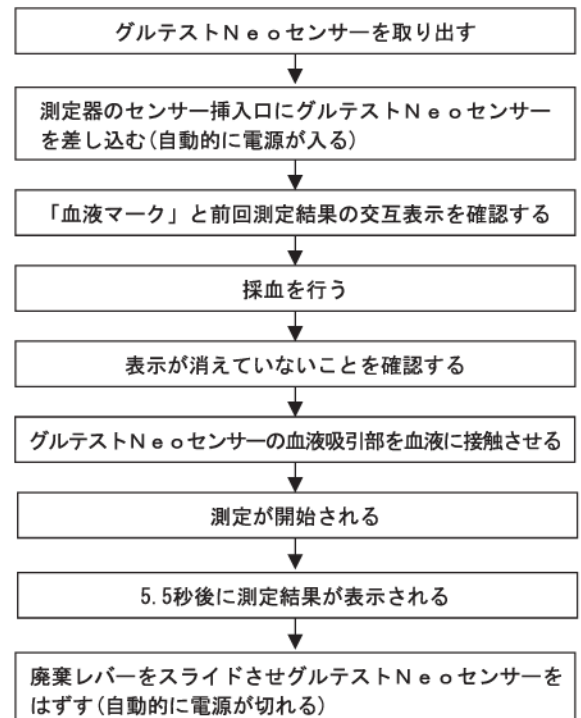 グルテストＮｅｏセンサーを取り出す
測定器のセンサー挿入口にグルテストＮｅｏセンサー
を差し込む(自動的に電源が入る)
「血液マーク」と前回測定結果の交互表示を確認する
採血を行う
表示が消えていないことを確認する
グルテストＮｅｏセンサーの血液吸引部を血液に接触させる
測定が開始される
5.5秒後に測定結果が表示される
廃棄レバーをスライドさせグルテストＮｅｏセンサーを
はずす(自動的に電源が切れる)